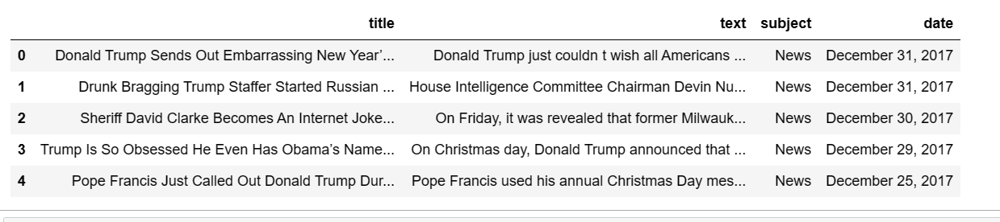 title text subject date
0 Donald Trump Sends Out Embarrassing New Year’... Donald Trump just couldn t wish all Americans ... News December 31, 2017
1 Drunk Bragging Trump Staffer Started Russian ... House Intelligence Committee Chairman Devin Nu... News December 31, 2017
2 Sheriff David Clarke Becomes An Internet Joke... On Friday, it was revealed that former Milwauk... News December 30, 2017
3 Trump Is So Obsessed He Even Has Obama’s Name... On Christmas day, Donald Trump announced that ... News December 29, 2017
4 Pope Francis Just Called Out Donald Trump Dur... Pope Francis used his annual Christmas Day mes... News December 25, 2017